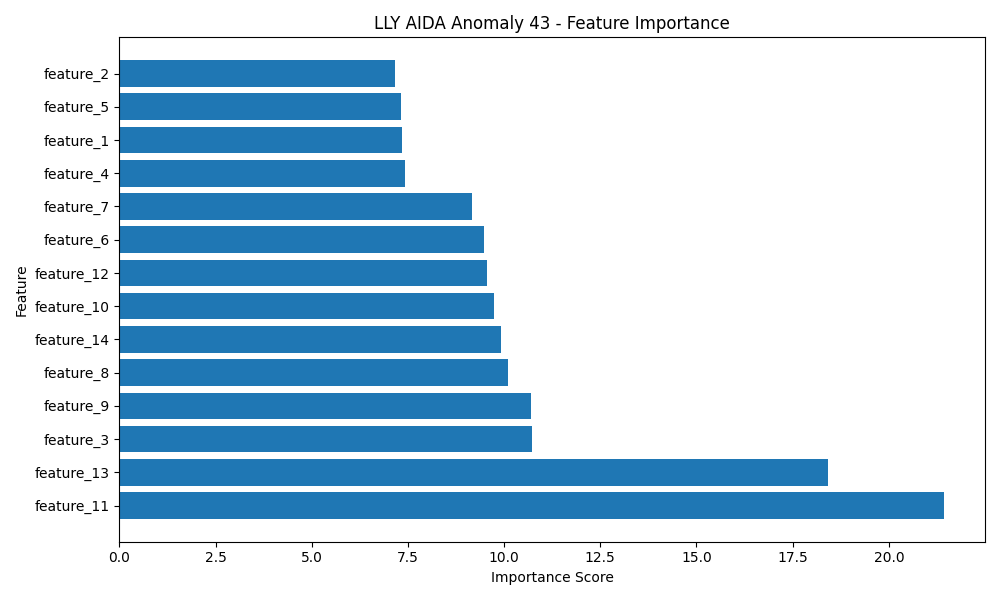 LLY AIDA Anomaly 43 - Feature Importance
Feature
feature_2
feature_5
feature_1
feature_4
feature_7
feature_6
feature_12
feature_10
feature_14
feature_8
feature_9
feature_3
feature_13
feature_11
0.0 2.5 5.0 7.5 10.0 12.5 15.0 17.5 20.0
Importance Score